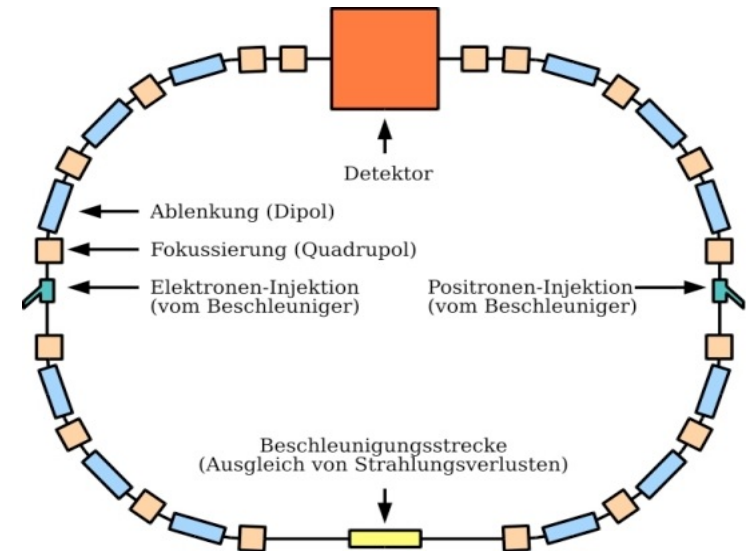 Detektor
Ablenkung (Dipol)
Fokussierung (Quadrupol)
Elektronen-Injektion
(vom Beschleuniger)
Positronen-Injektion
(vom Beschleuniger)
Beschleunigungsstrecke
(Ausgleich von Strahlungsverlusten)